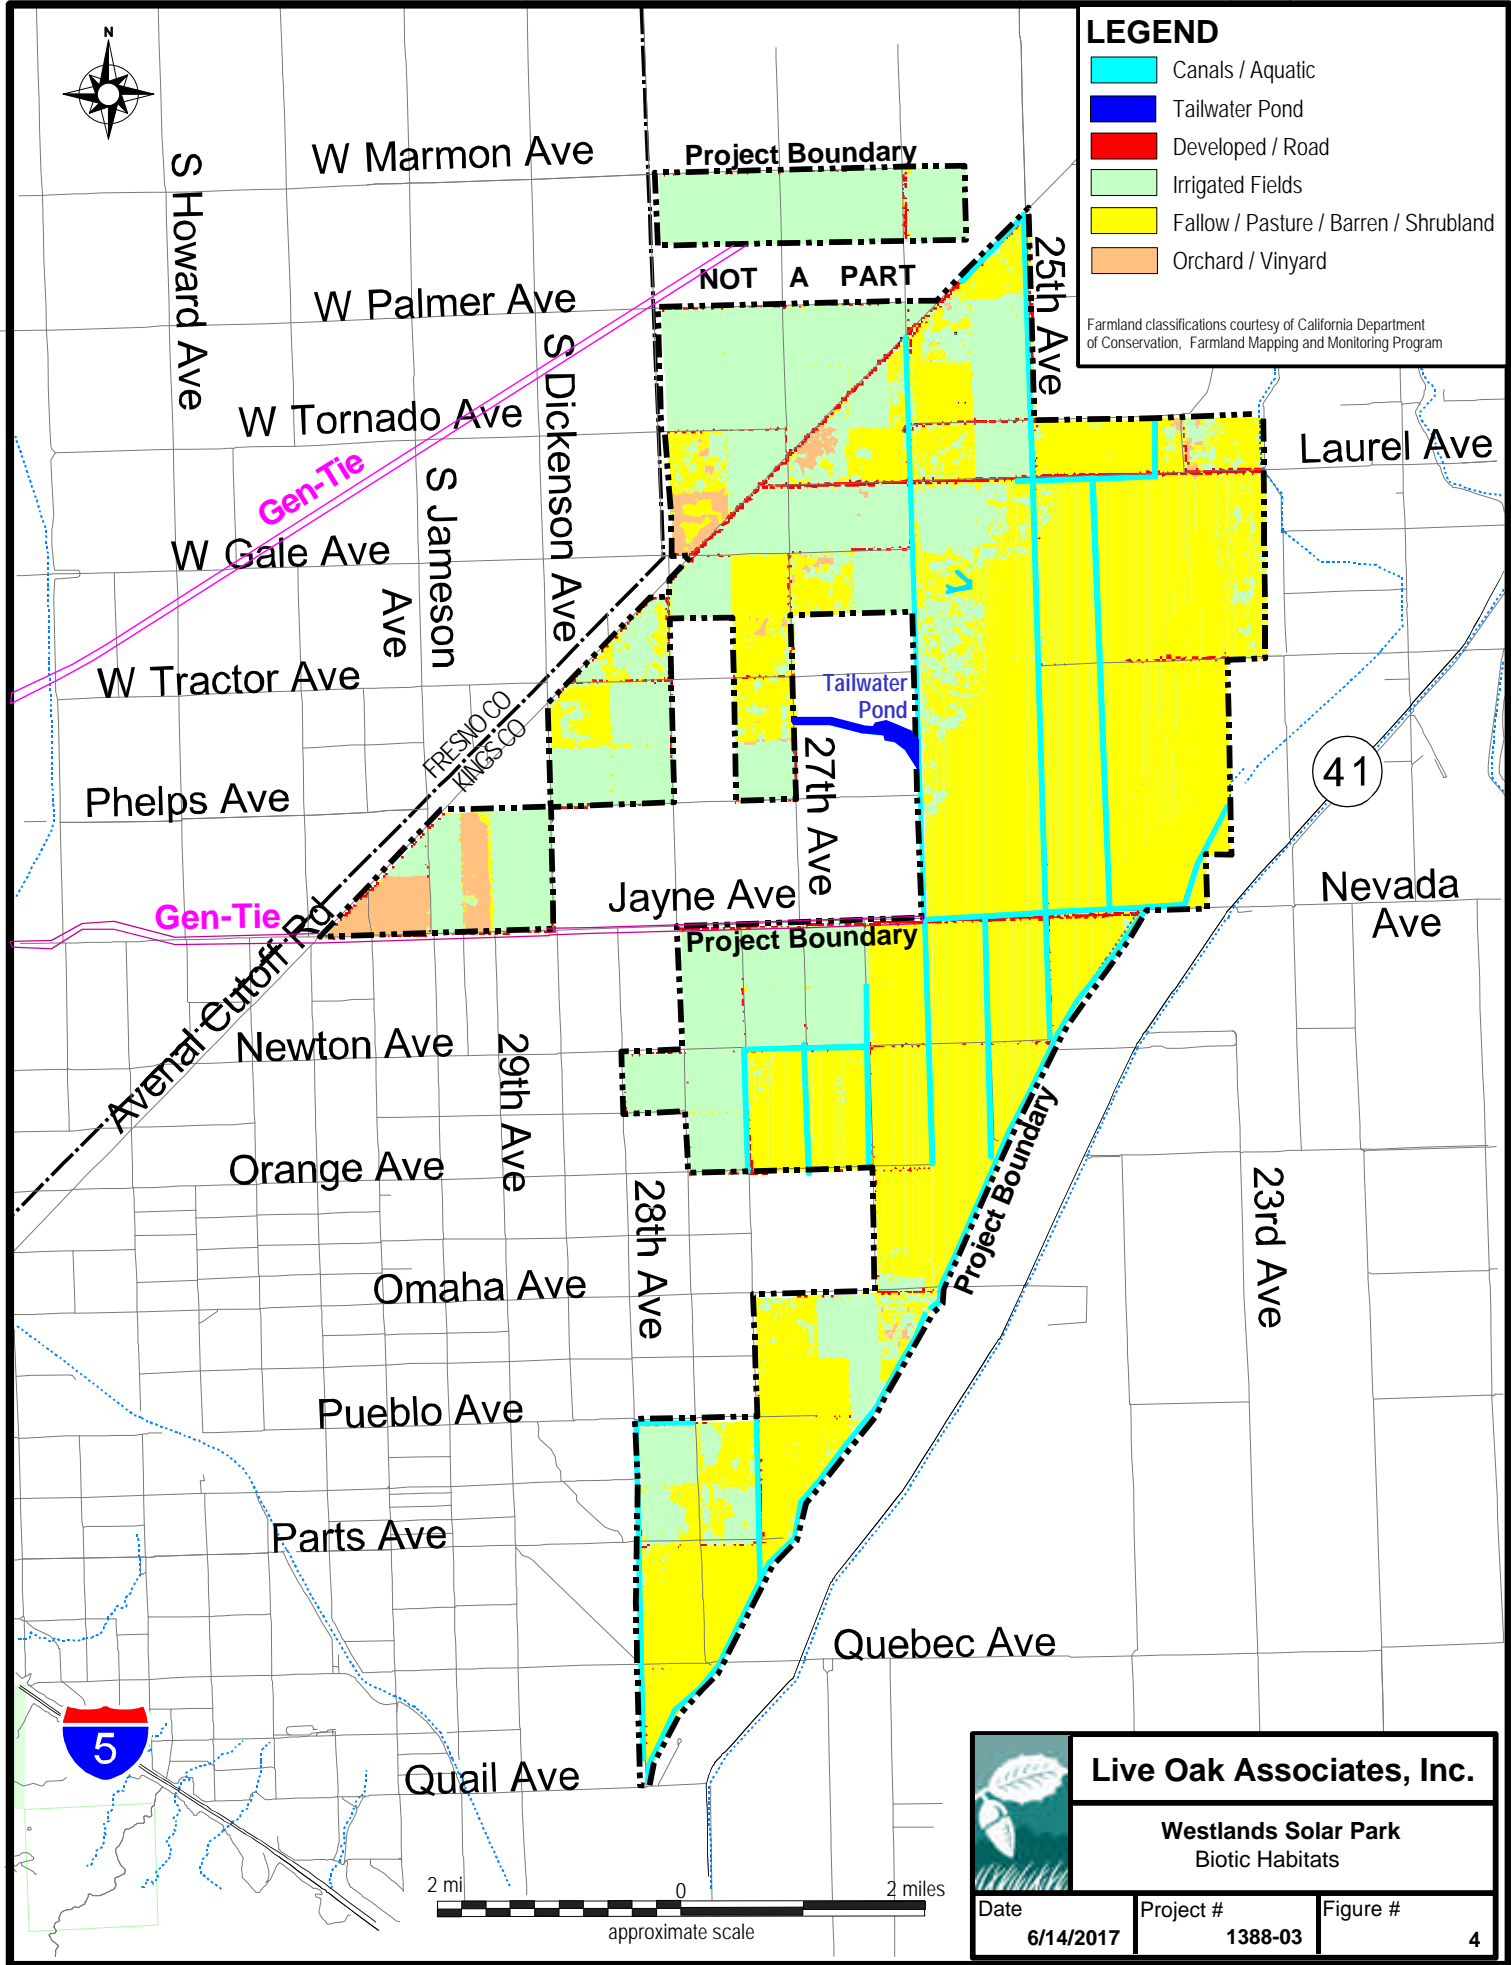 N
LEGEND
Canals / Aquatic
Tailwater Pond
Developed / Road
Irrigated Fields
Fallow / Pasture / Barren / Shrubland
Orchard / Vinyard
Farmland classifications courtesy of California Department
of Conservation, Farmland Mapping and Monitoring Program
W Marmon Ave
Project Boundary
S Howard Ave
NOT A PART
25th Ave
W Palmer Ave
S Dickenson Ave
W Tornado Ave
Laurel Ave
Gen-Tie
S Jameson
Ave
W Gale Ave
W Tractor Ave
Tailwater
Pond
FRESNO CO
KINGS CO
27th Ave
41
Phelps Ave
Jayne Ave
Nevada
Ave
Gen-Tie
Project Boundary
Avenal Cutoff Rd
Newton Ave
29th Ave
Project Boundary
Orange Ave
28th Ave
23rd Ave
Omaha Ave
Pueblo Ave
Parts Ave
Quebec Ave
5
Quail Ave
2 mi
0
2 miles
approximate scale
Live Oak Associates, Inc.
Westlands Solar Park
Biotic Habitats
Date
6/14/2017
Project #
1388-03
Figure #
4